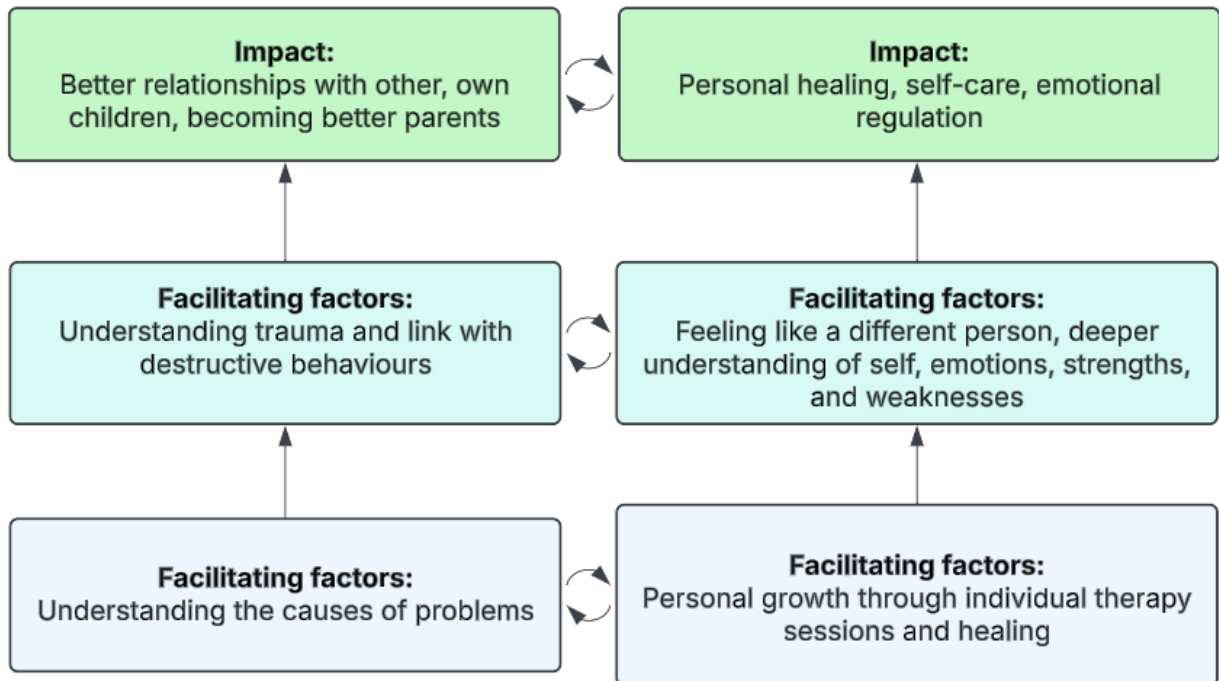 Impact:
Better relationships with other, own
children, becoming better parents
Impact:
Personal healing, self-care, emotional
regulation
Facilitating factors:
Understanding trauma and link with
destructive behaviours
Facilitating factors:
Feeling like a different person, deeper
understanding of self, emotions, strengths,
and weaknesses
Facilitating factors:
Understanding the causes of problems
Facilitating factors:
Personal growth through individual therapy
sessions and healing